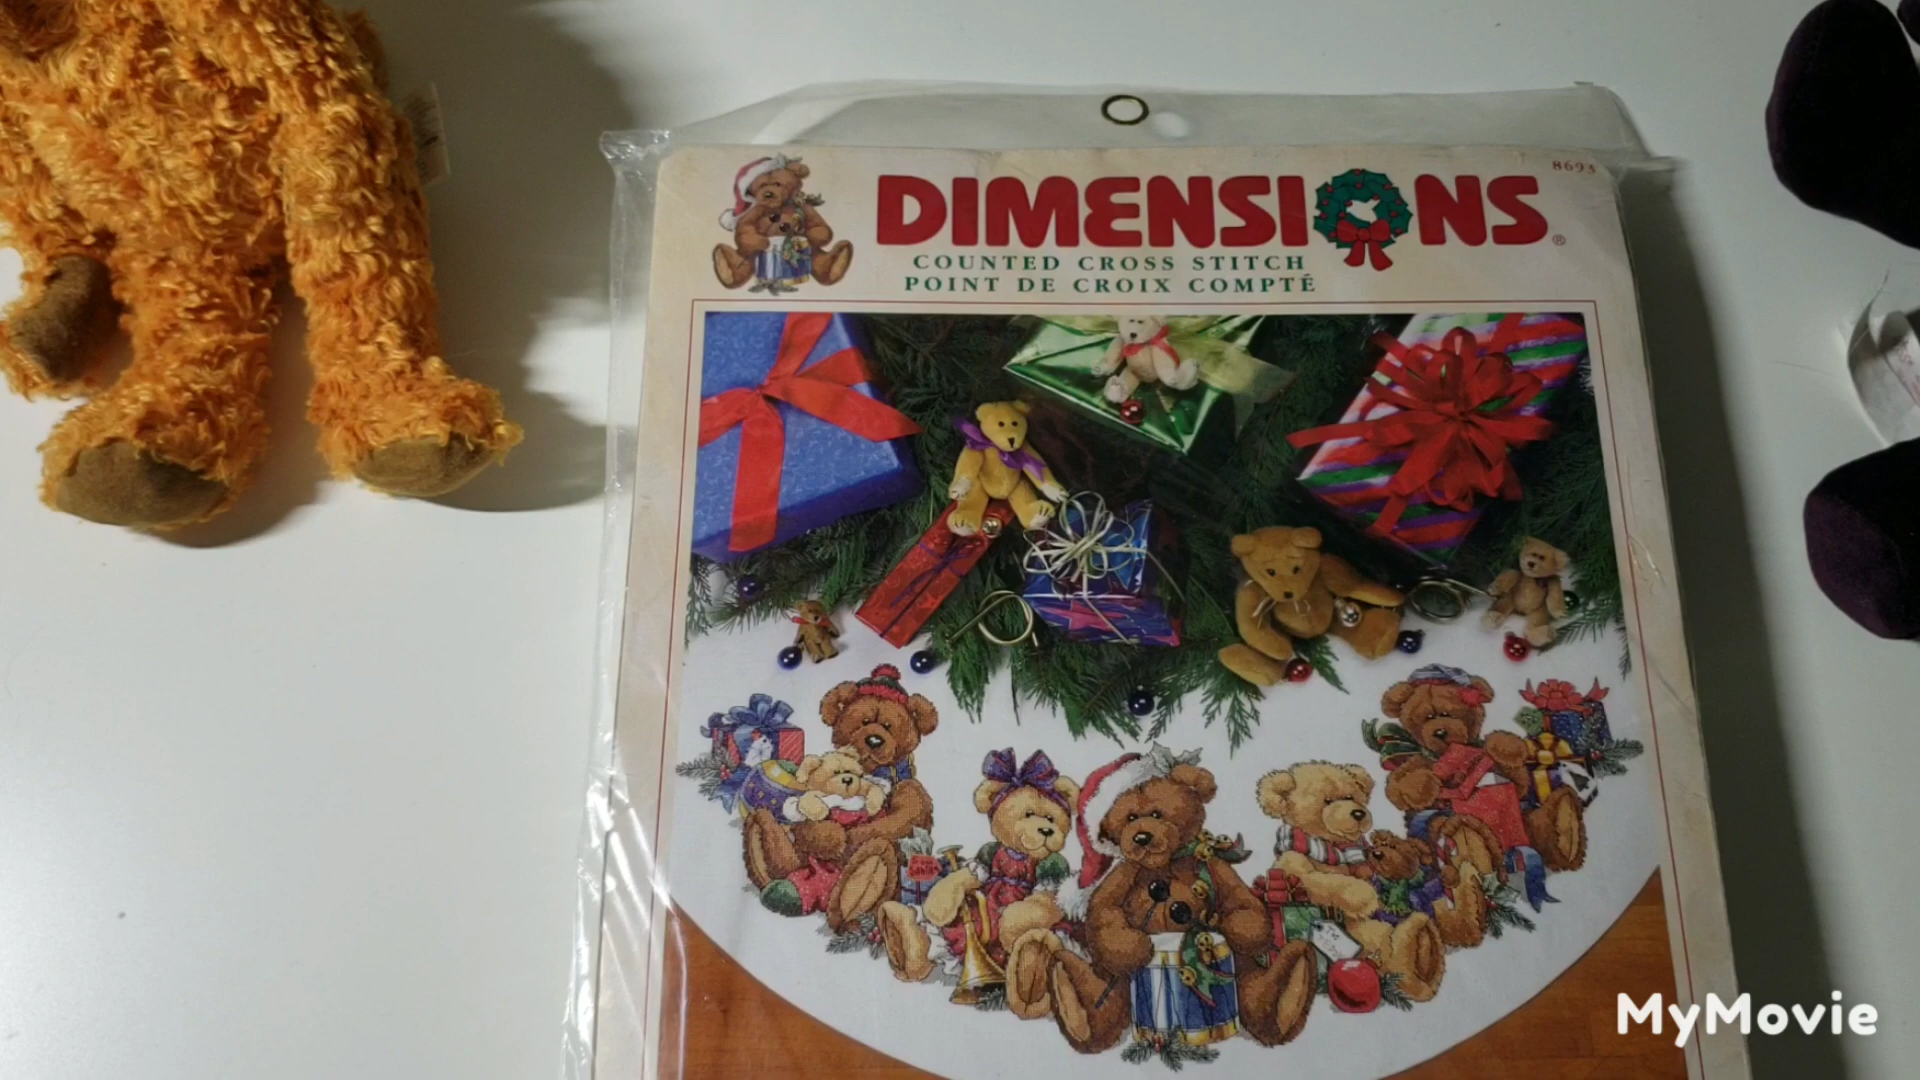 8693
DIMENSIONS®
COUNTED CROSS STITCH
POINT DE CROIX COMPTÉ
MyMovie